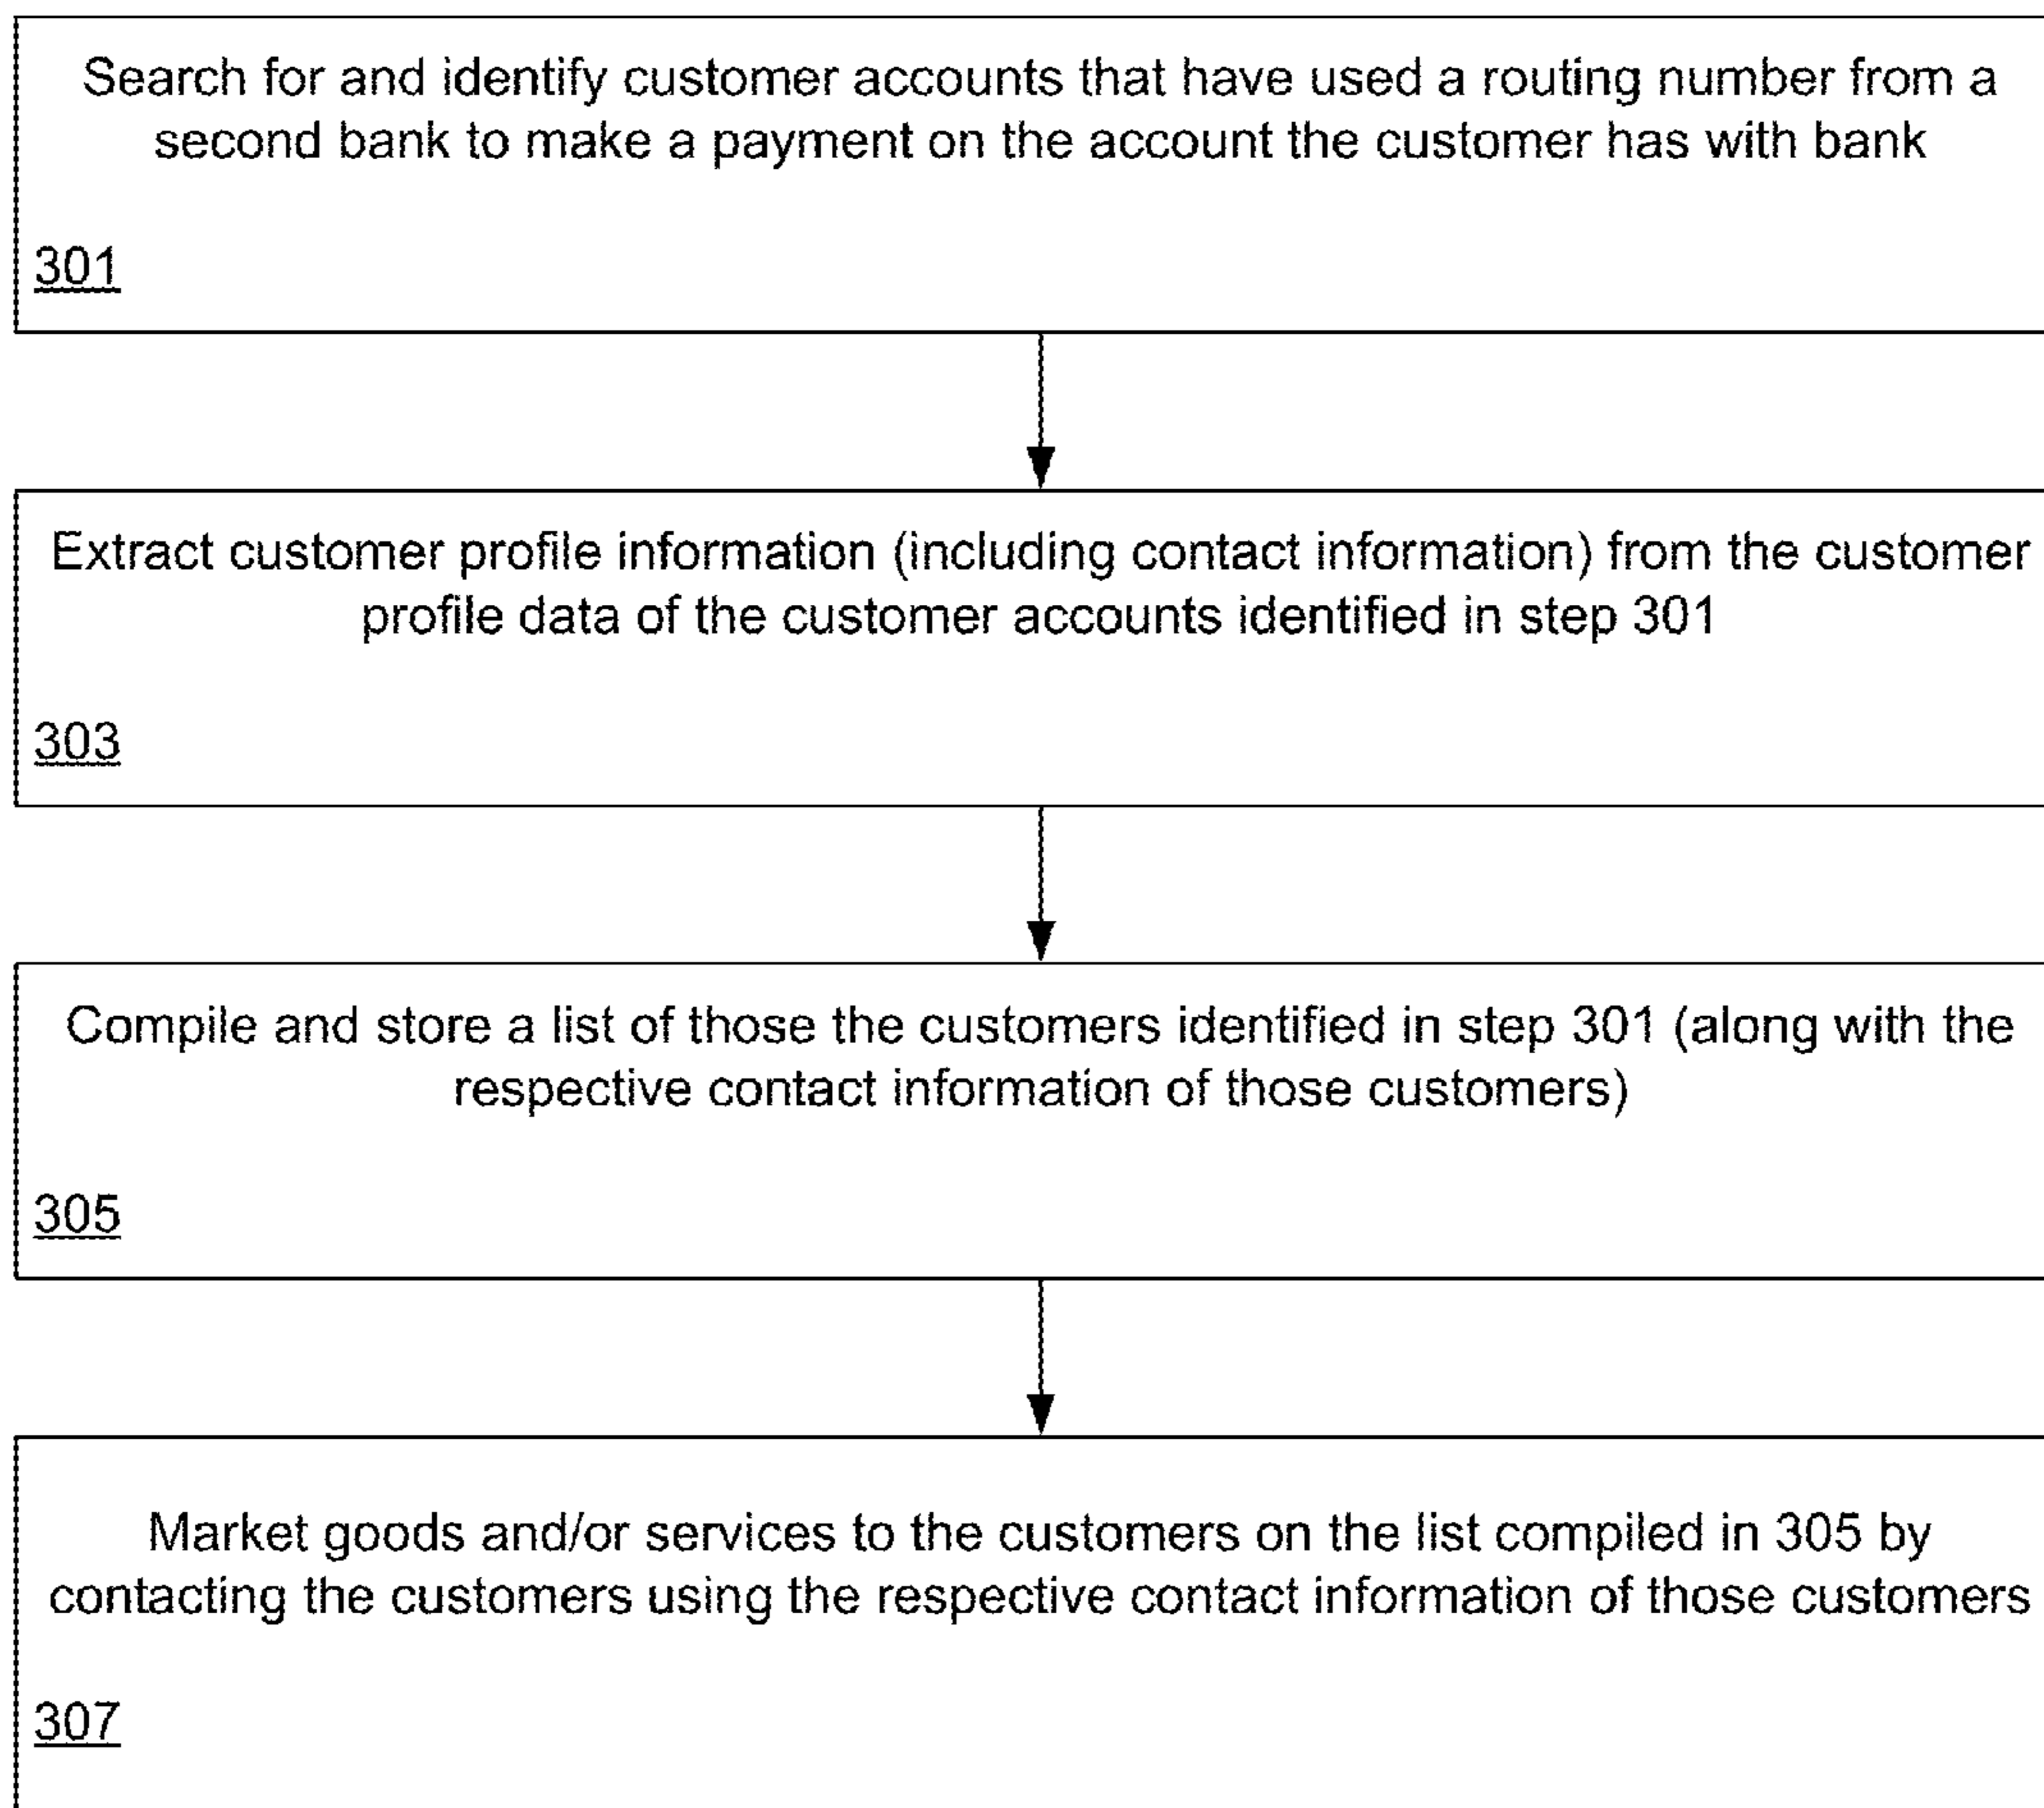 Search for and identify customer accounts that have used a routing number from a
second bank to make a payment on the account the customer has with bank
301
Extract customer profile information (including contact information) from the customer
profile data of the customer accounts identified in step 301
303
Compile and store a list of those the customers identified in step 301 (along with the
respective contact information of those customers)
305
Market goods and/or services to the customers on the list compiled in 305 by
contacting the customers using the respective contact information of those customers
307